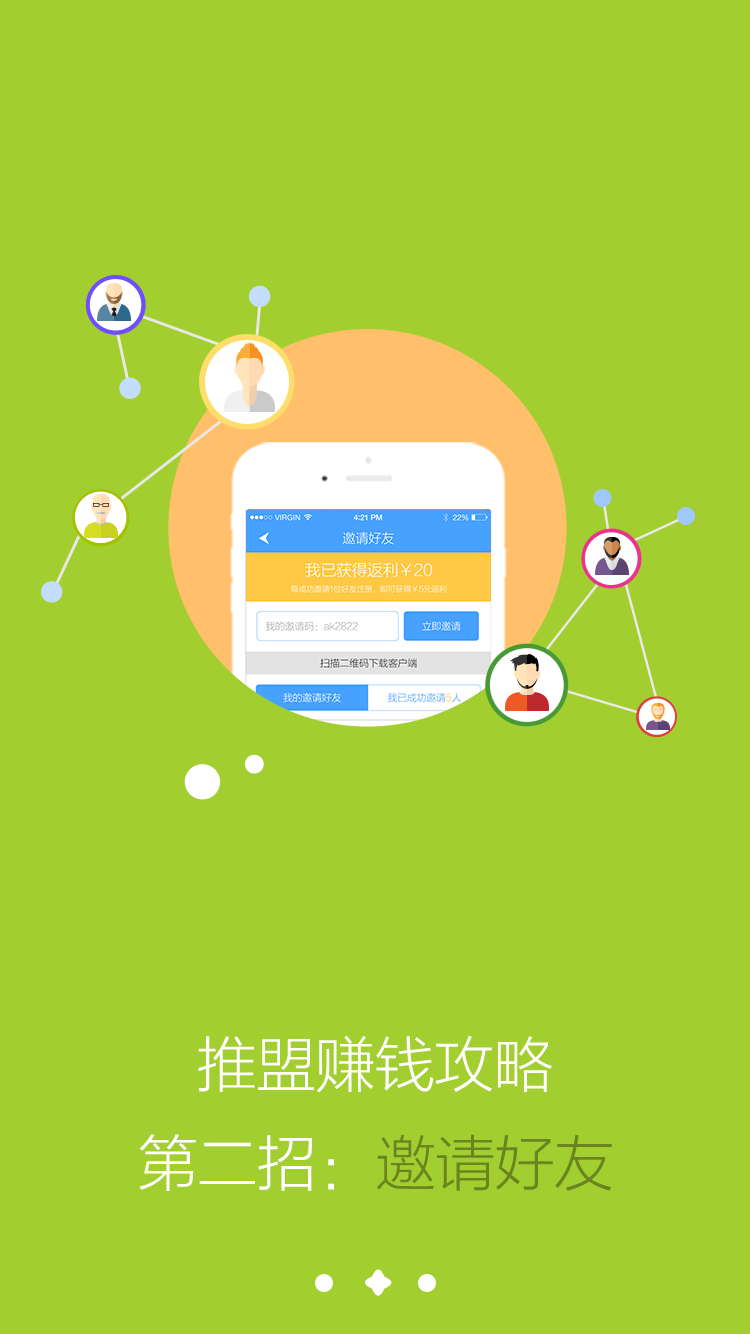 VIRGIN 4:21 PM 22%
邀请好友
我已获得返利￥20
每成功邀请1位好友注册，即可获得￥5元返利
我的邀请码：ak2822 立即邀请
扫描二维码下载客户端
我的邀请好友 我已成功邀请5人
推盟赚钱攻略
第二招：邀请好友